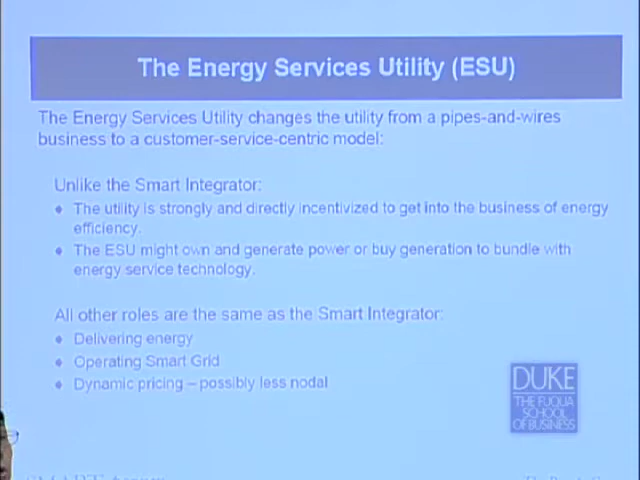 The Energy Services Utility (ESU)
The Energy Services Utility changes the utility from a pipes-and-wires
business to a customer-service-centric model:
Unlike the Smart Integrator:
• The utility is strongly and directly incentivized to get into the business of energy
efficiency.
• The ESU might own and generate power or buy generation to bundle with
energy service technology.
All other roles are the same as the Smart Integrator:
• Delivering energy
• Operating Smart Grid
• Dynamic pricing – possibly less nodal
DUKE
THE FUQUA
SCHOOL
OF BUSINESS